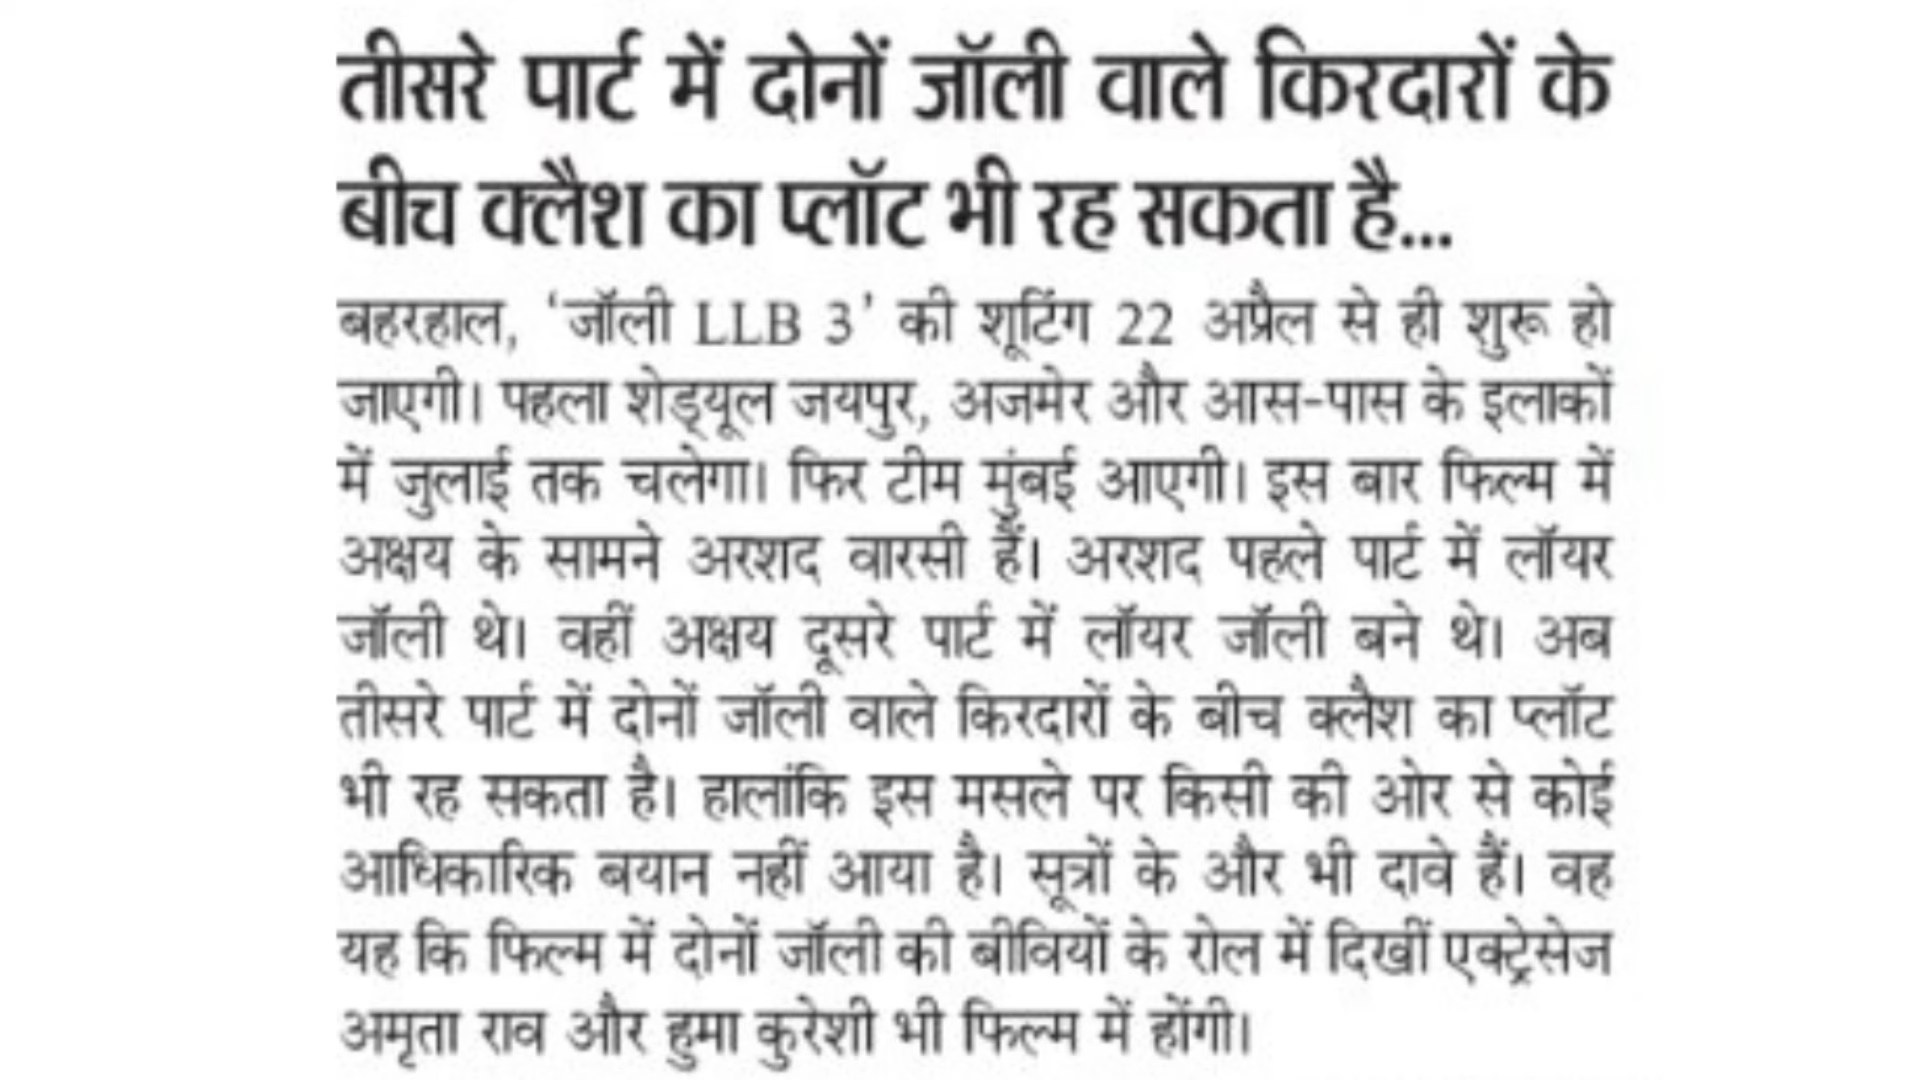 तीसरे पार्ट में दोनों जॉली वाले किरदारों के
बीच क्लैश का प्लॉट भी रह सकता है...
बहरहाल, ‘जॉली LLB 3’ की शूटिंग 22 अप्रैल से ही शुरू हो
जाएगी। पहला शेड्यूल जयपुर, अजमेर और आस-पास के इलाकों
में जुलाई तक चलेगा। फिर टीम मुंबई आएगी। इस बार फिल्म में
अक्षय के सामने अरशद वारसी हैं। अरशद पहले पार्ट में लॉयर
जॉली थे। वहीं अक्षय दूसरे पार्ट में लॉयर जॉली बने थे। अब
तीसरे पार्ट में दोनों जॉली वाले किरदारों के बीच क्लैश का प्लॉट
भी रह सकता है। हालांकि इस मसले पर किसी की ओर से कोई
आधिकारिक बयान नहीं आया है। सूत्रों के और भी दावे हैं। वह
यह कि फिल्म में दोनों जॉली की बीवियों के रोल में दिखीं एक्ट्रेसेज
अमृता राव और हुमा कुरेशी भी फिल्म में होंगी।